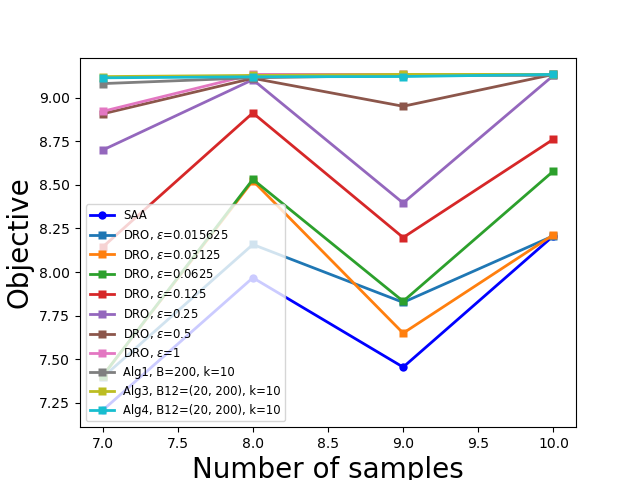 9.00
8.75
8.50
8.25
8.00
7.75
7.50
7.25
Objective
SAA
DRO, ε=0.015625
DRO, ε=0.03125
DRO, ε=0.0625
DRO, ε=0.125
DRO, ε=0.25
DRO, ε=0.5
DRO, ε=1
Alg1, B=200, k=10
Alg3, B12=(20, 200), k=10
Alg4, B12=(20, 200), k=10
7.0 7.5 8.0 8.5 9.0 9.5 10.0
Number of samples